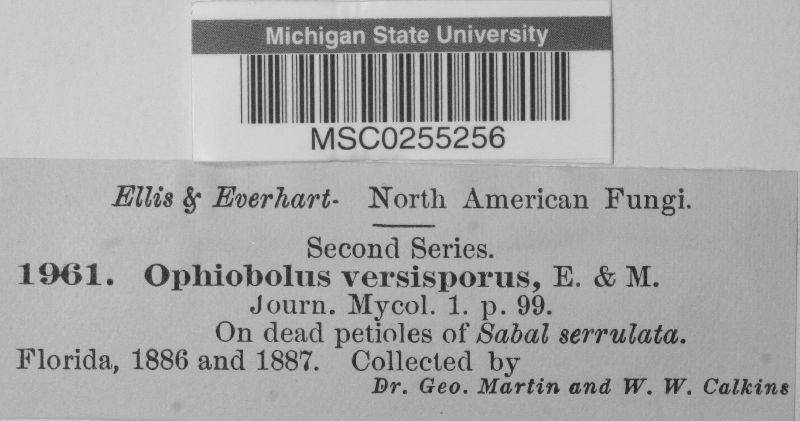 Michigan State University
MSC0255256
Ellis & Everhart- North American Fungi.
Second Series.
1961. Ophiobolus versisporus, E. & M.
Journ. Mycol. 1. p. 99.
On dead petioles of Sabal serrulata.
Florida, 1886 and 1887. Collected by
Dr. Geo. Martin and W. W. Calkins